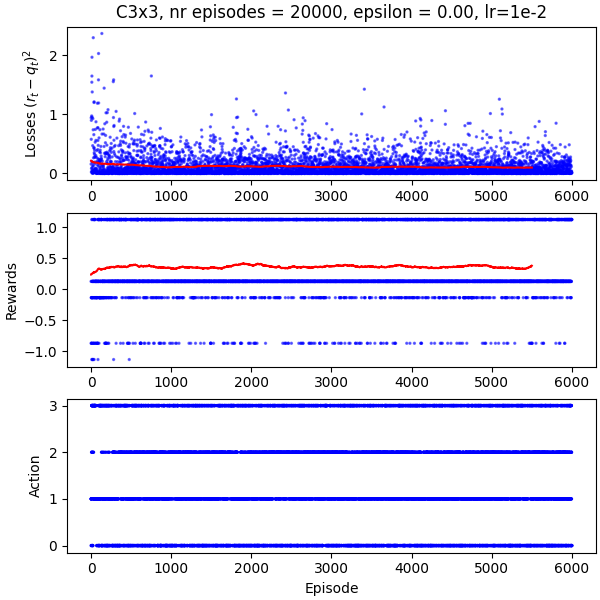 C3x3, nr episodes = 20000, epsilon = 0.00, lr=1e-2
Losses (r_t − q_t)^2
2
1
0
0 1000 2000 3000 4000 5000 6000
Rewards
1.0
0.5
0.0
−0.5
−1.0
0 1000 2000 3000 4000 5000 6000
Action
3
2
1
0
0 1000 2000 3000 4000 5000 6000
Episode